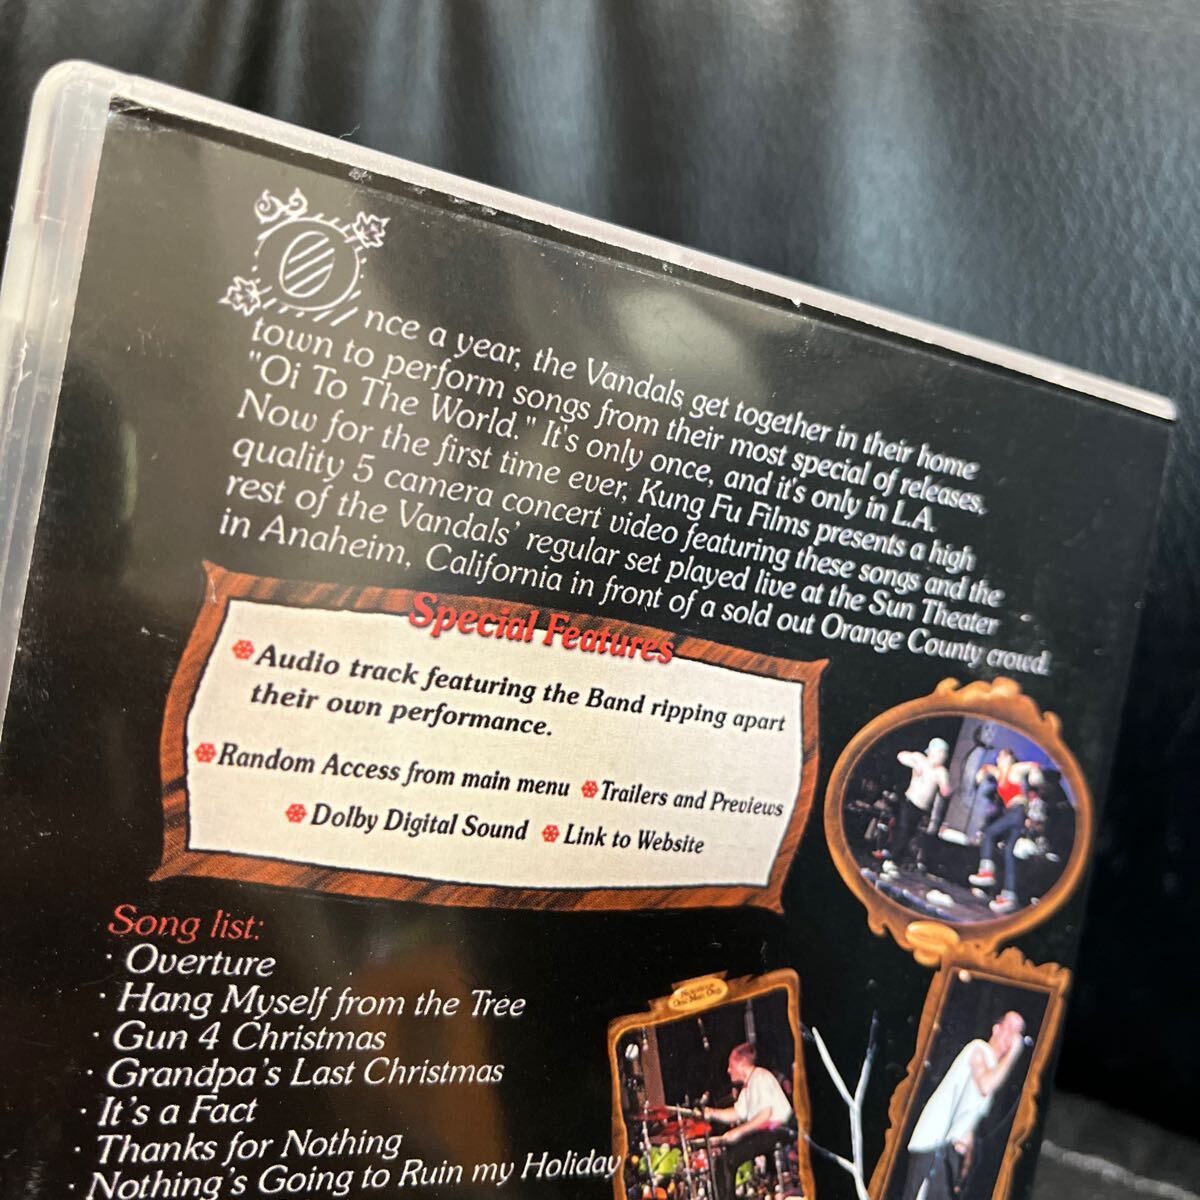 Once a year, the Vandals get together in their home
town to perform songs from their most special of releases,
"Oi To The World." It's only once, and it's only in L.A.
Now for the first time ever, Kung Fu Films presents a high
quality 5 camera concert video featuring these songs and the
rest of the Vandals' regular set played live at the Sun Theater
in Anaheim, California in front of a sold out Orange County crowd.
Special Features
Audio track featuring the Band ripping apart
their own performance.
Random Access from main menu Trailers and Previews
Dolby Digital Sound Link to Website
Song list:
· Overture
· Hang Myself from the Tree
· Gun 4 Christmas
· Grandpa's Last Christmas
· It's a Fact
· Thanks for Nothing
· Nothing's Going to Ruin my Holiday